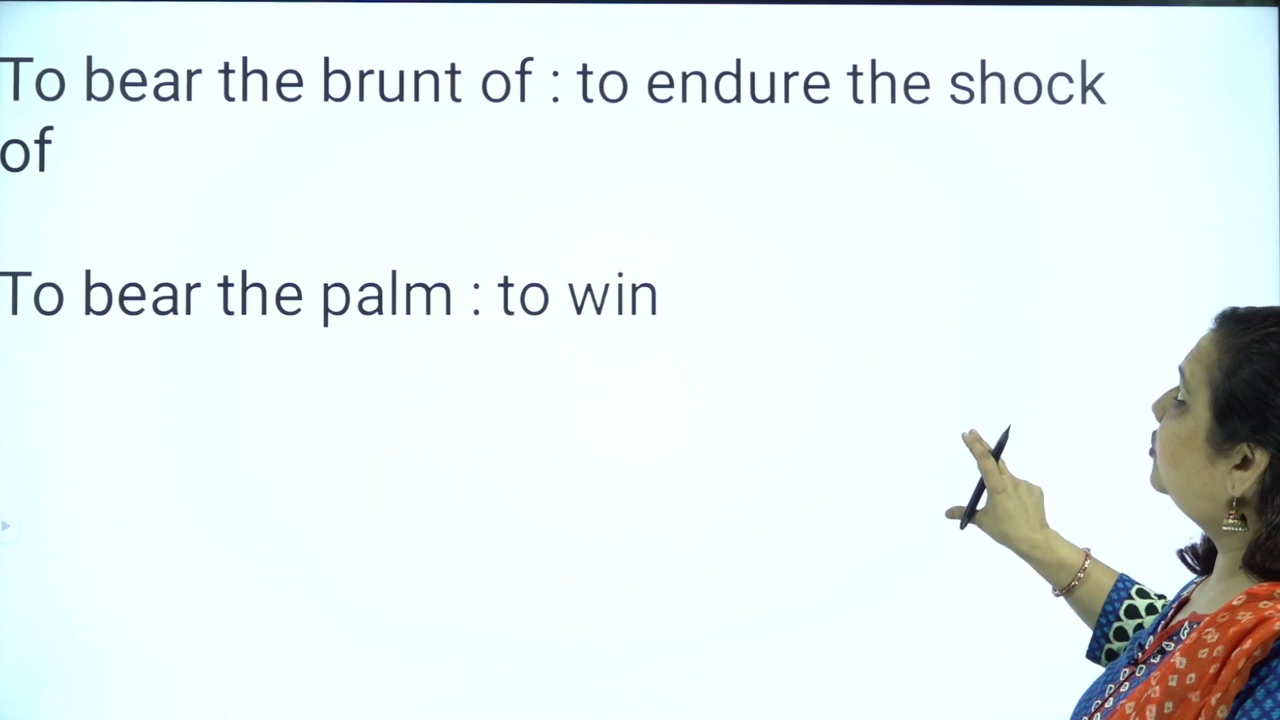 To bear the brunt of : to endure the shock
of
To bear the palm : to win